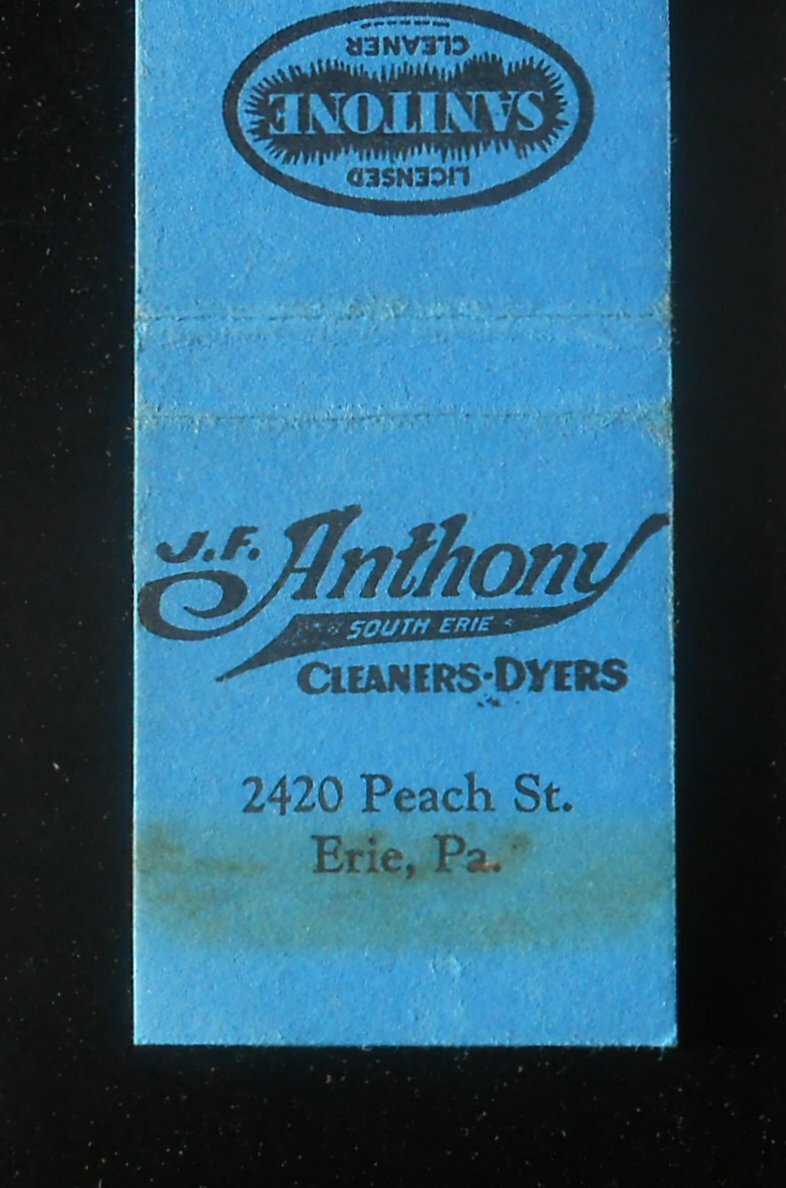 LICENSED
SANITONE
CLEANER
J.F. Anthony
SOUTH ERIE
CLEANERS·DYERS
2420 Peach St.
Erie, Pa.